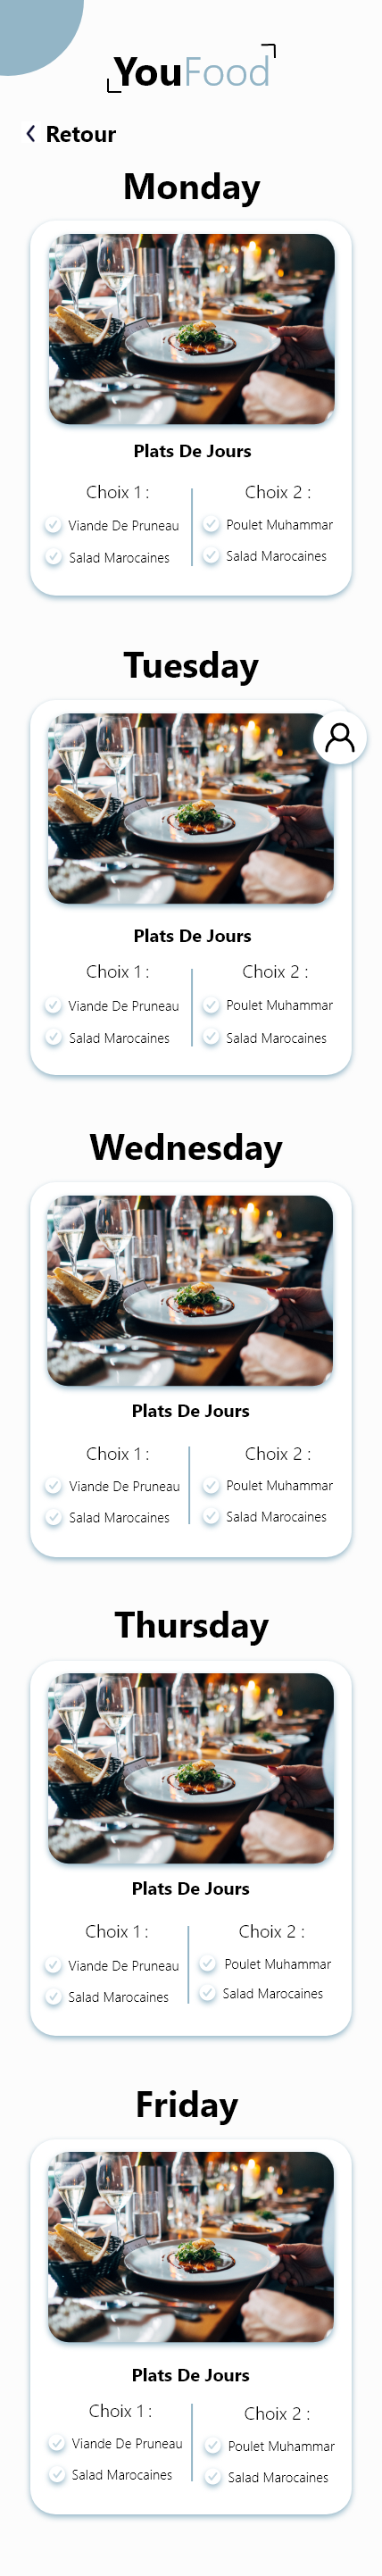 YouFood
Retour
Monday
Plats De Jours
Choix 1 :
Viande De Pruneau
Salad Marocaines
Choix 2 :
Poulet Muhammar
Salad Marocaines
Tuesday
Plats De Jours
Choix 1 :
Viande De Pruneau
Salad Marocaines
Choix 2 :
Poulet Muhammar
Salad Marocaines
Wednesday
Plats De Jours
Choix 1 :
Viande De Pruneau
Salad Marocaines
Choix 2 :
Poulet Muhammar
Salad Marocaines
Thursday
Plats De Jours
Choix 1 :
Viande De Pruneau
Salad Marocaines
Choix 2 :
Poulet Muhammar
Salad Marocaines
Friday
Plats De Jours
Choix 1 :
Viande De Pruneau
Salad Marocaines
Choix 2 :
Poulet Muhammar
Salad Marocaines